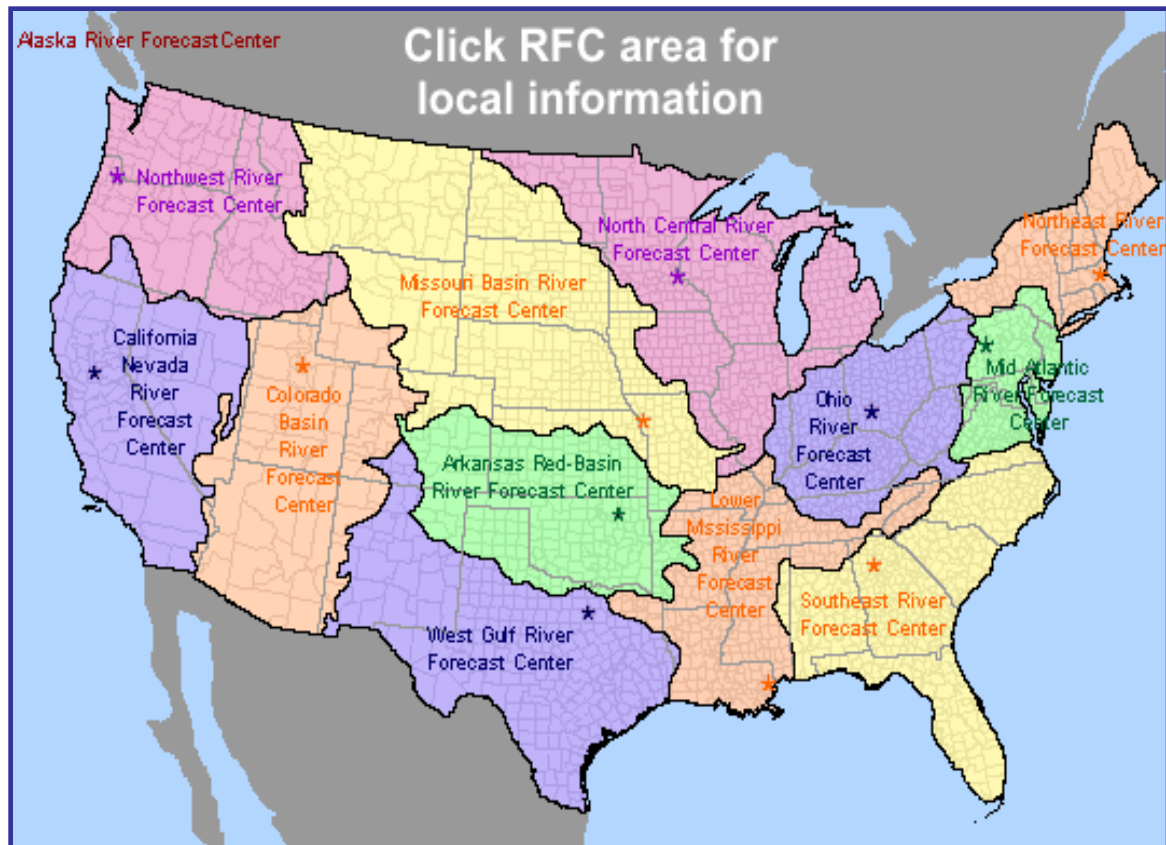 Alaska River Forecast Center
Click RFC area for
local information
Northwest River
Forecast Center
North Central River
Forecast Center
Northeast River
Forecast Center
Missouri Basin River
Forecast Center
California
Nevada
River
Forecast
Center
Colorado
Basin
River
Forecast
Center
Mid-Atlantic
River Forecast
Center
Ohio
River
Forecast
Center
Arkansas Red-Basin
River Forecast Center
Lower
Mssissippi
River
Forecast
Center
Southeast River
Forecast Center
West Gulf River
Forecast Center